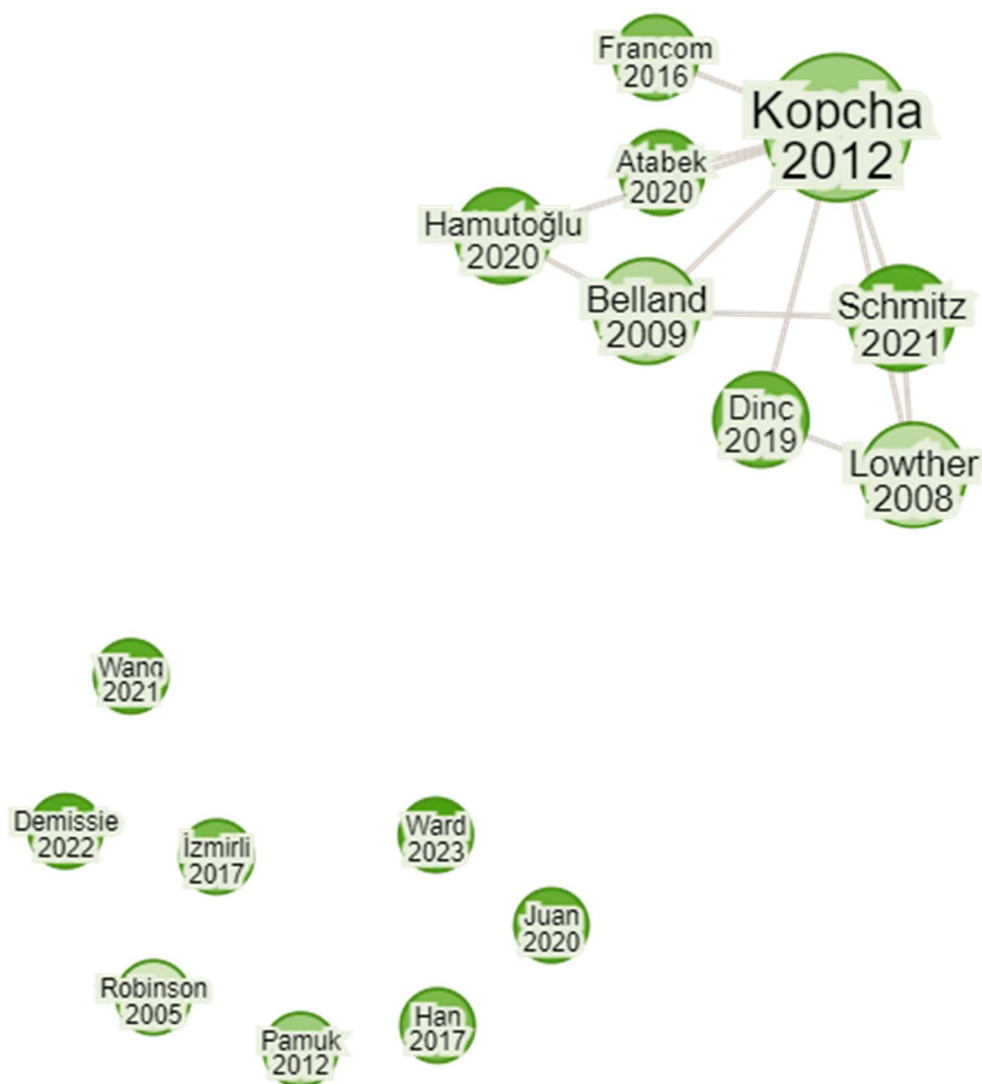 Francom
2016
Kopcha
2012
Atabek
2020
Hamutoğlu
2020
Belland
2009
Schmitz
2021
Dinç
2019
Lowther
2008
Wang
2021
Demissie
2022
İzmirli
2017
Ward
2023
Juan
2020
Robinson
2005
Pamuk
2012
Han
2017